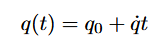 q(t) = q₀ + q̇t